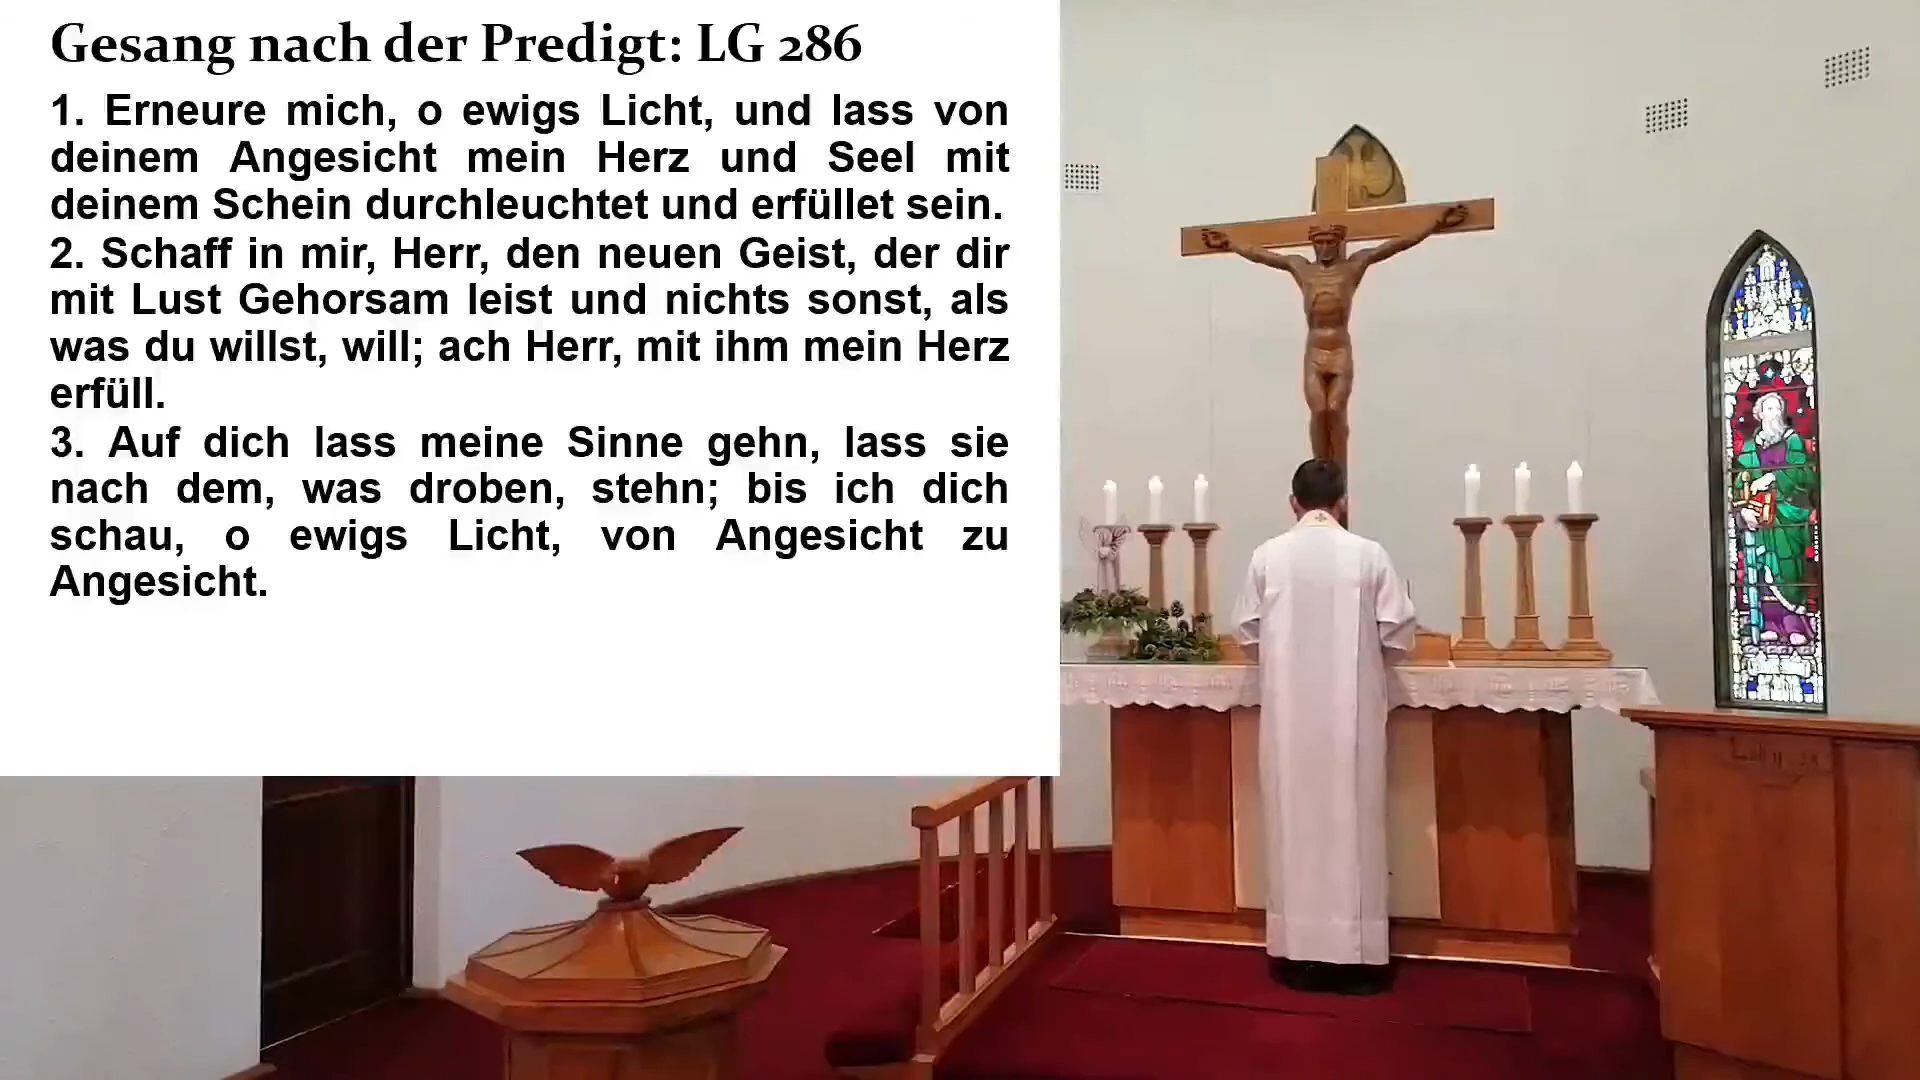 Gesang nach der Predigt: LG 286
1. Erneure mich, o ewigs Licht, und lass von
deinem Angesicht mein Herz und Seel mit
deinem Schein durchleuchtet und erfüllet sein.
2. Schaff in mir, Herr, den neuen Geist, der dir
mit Lust Gehorsam leist und nichts sonst, als
was du willst, will; ach Herr, mit ihm mein Herz
erfüll.
3. Auf dich lass meine Sinne gehn, lass sie
nach dem, was droben, stehn; bis ich dich
schau, o ewigs Licht, von Angesicht zu
Angesicht.